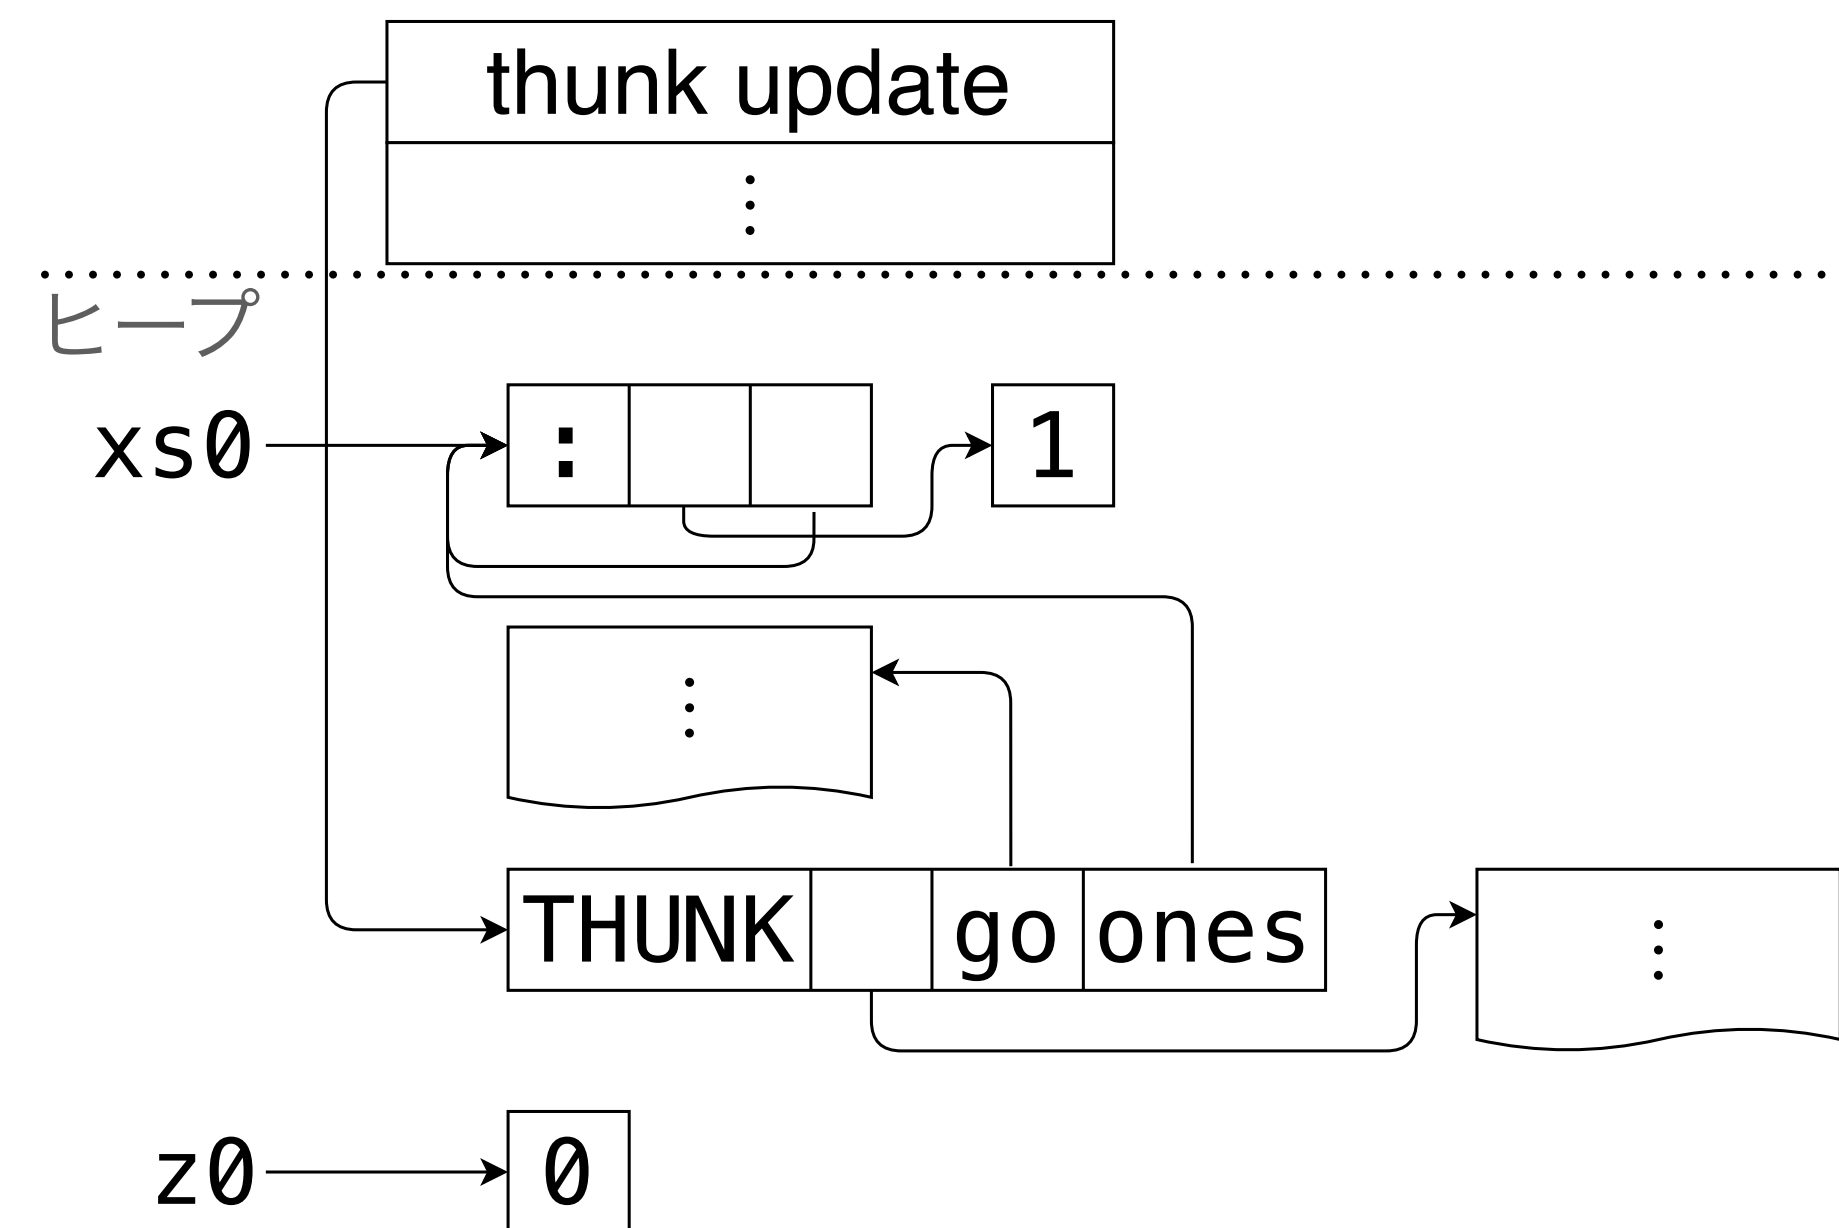 thunk update
⋮
ヒープ
xs0
:
1
⋮
THUNK go ones
⋮
z0
0